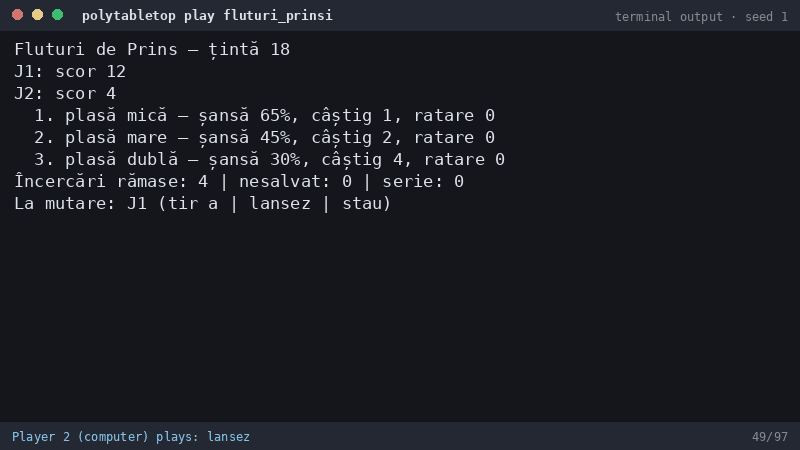 polytabletop play fluturi_prinsi
terminal output · seed 1
Fluturi de Prins — țintă 18
J1: scor 12
J2: scor 4
1. plasă mică — șansă 65%, câștig 1, ratare 0
2. plasă mare — șansă 45%, câștig 2, ratare 0
3. plasă dublă — șansă 30%, câștig 4, ratare 0
Încercări rămase: 4 | nesalvat: 0 | serie: 0
La mutare: J1 (tir a | lansez | stau)
Player 2 (computer) plays: lansez
49/97